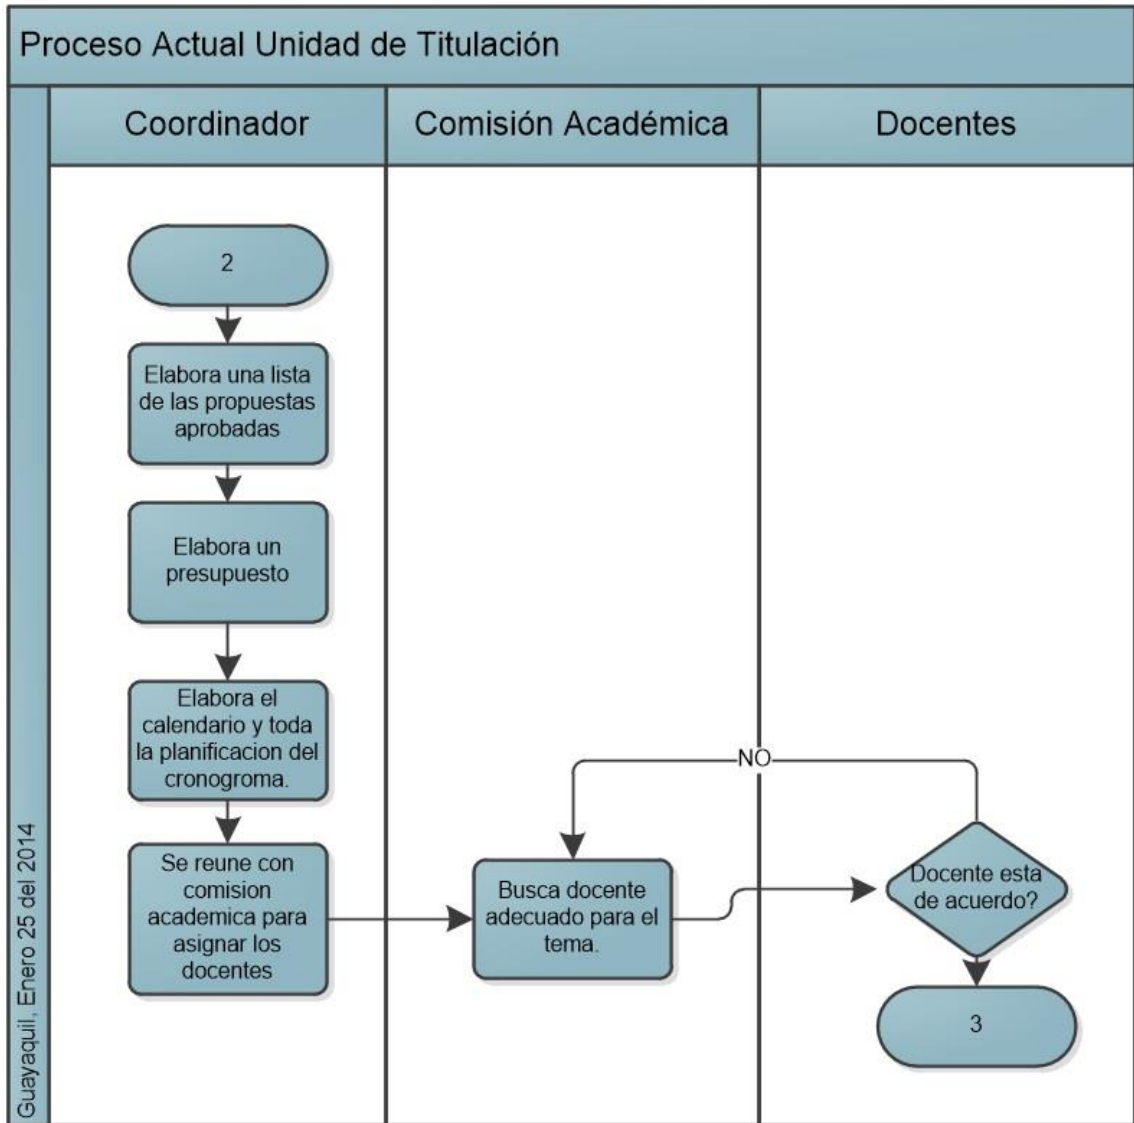 Proceso Actual Unidad de Titulación
Coordinador
Comisión Académica
Docentes
Guayaquil, Enero 25 del 2014
2
Elabora una lista
de las propuestas
aprobadas
Elabora un
presupuesto
Elabora el
calendario y toda
la planificacion del
cronogroma.
Se reune con
comision
academica para
asignar los
docentes
Busca docente
adecuado para el
tema.
NO
Docente esta
de acuerdo?
3